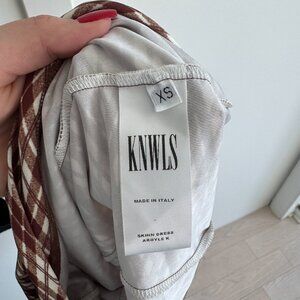 XS
KNWLS
MADE IN ITALY
SKINN DRESS
ARGYLE K